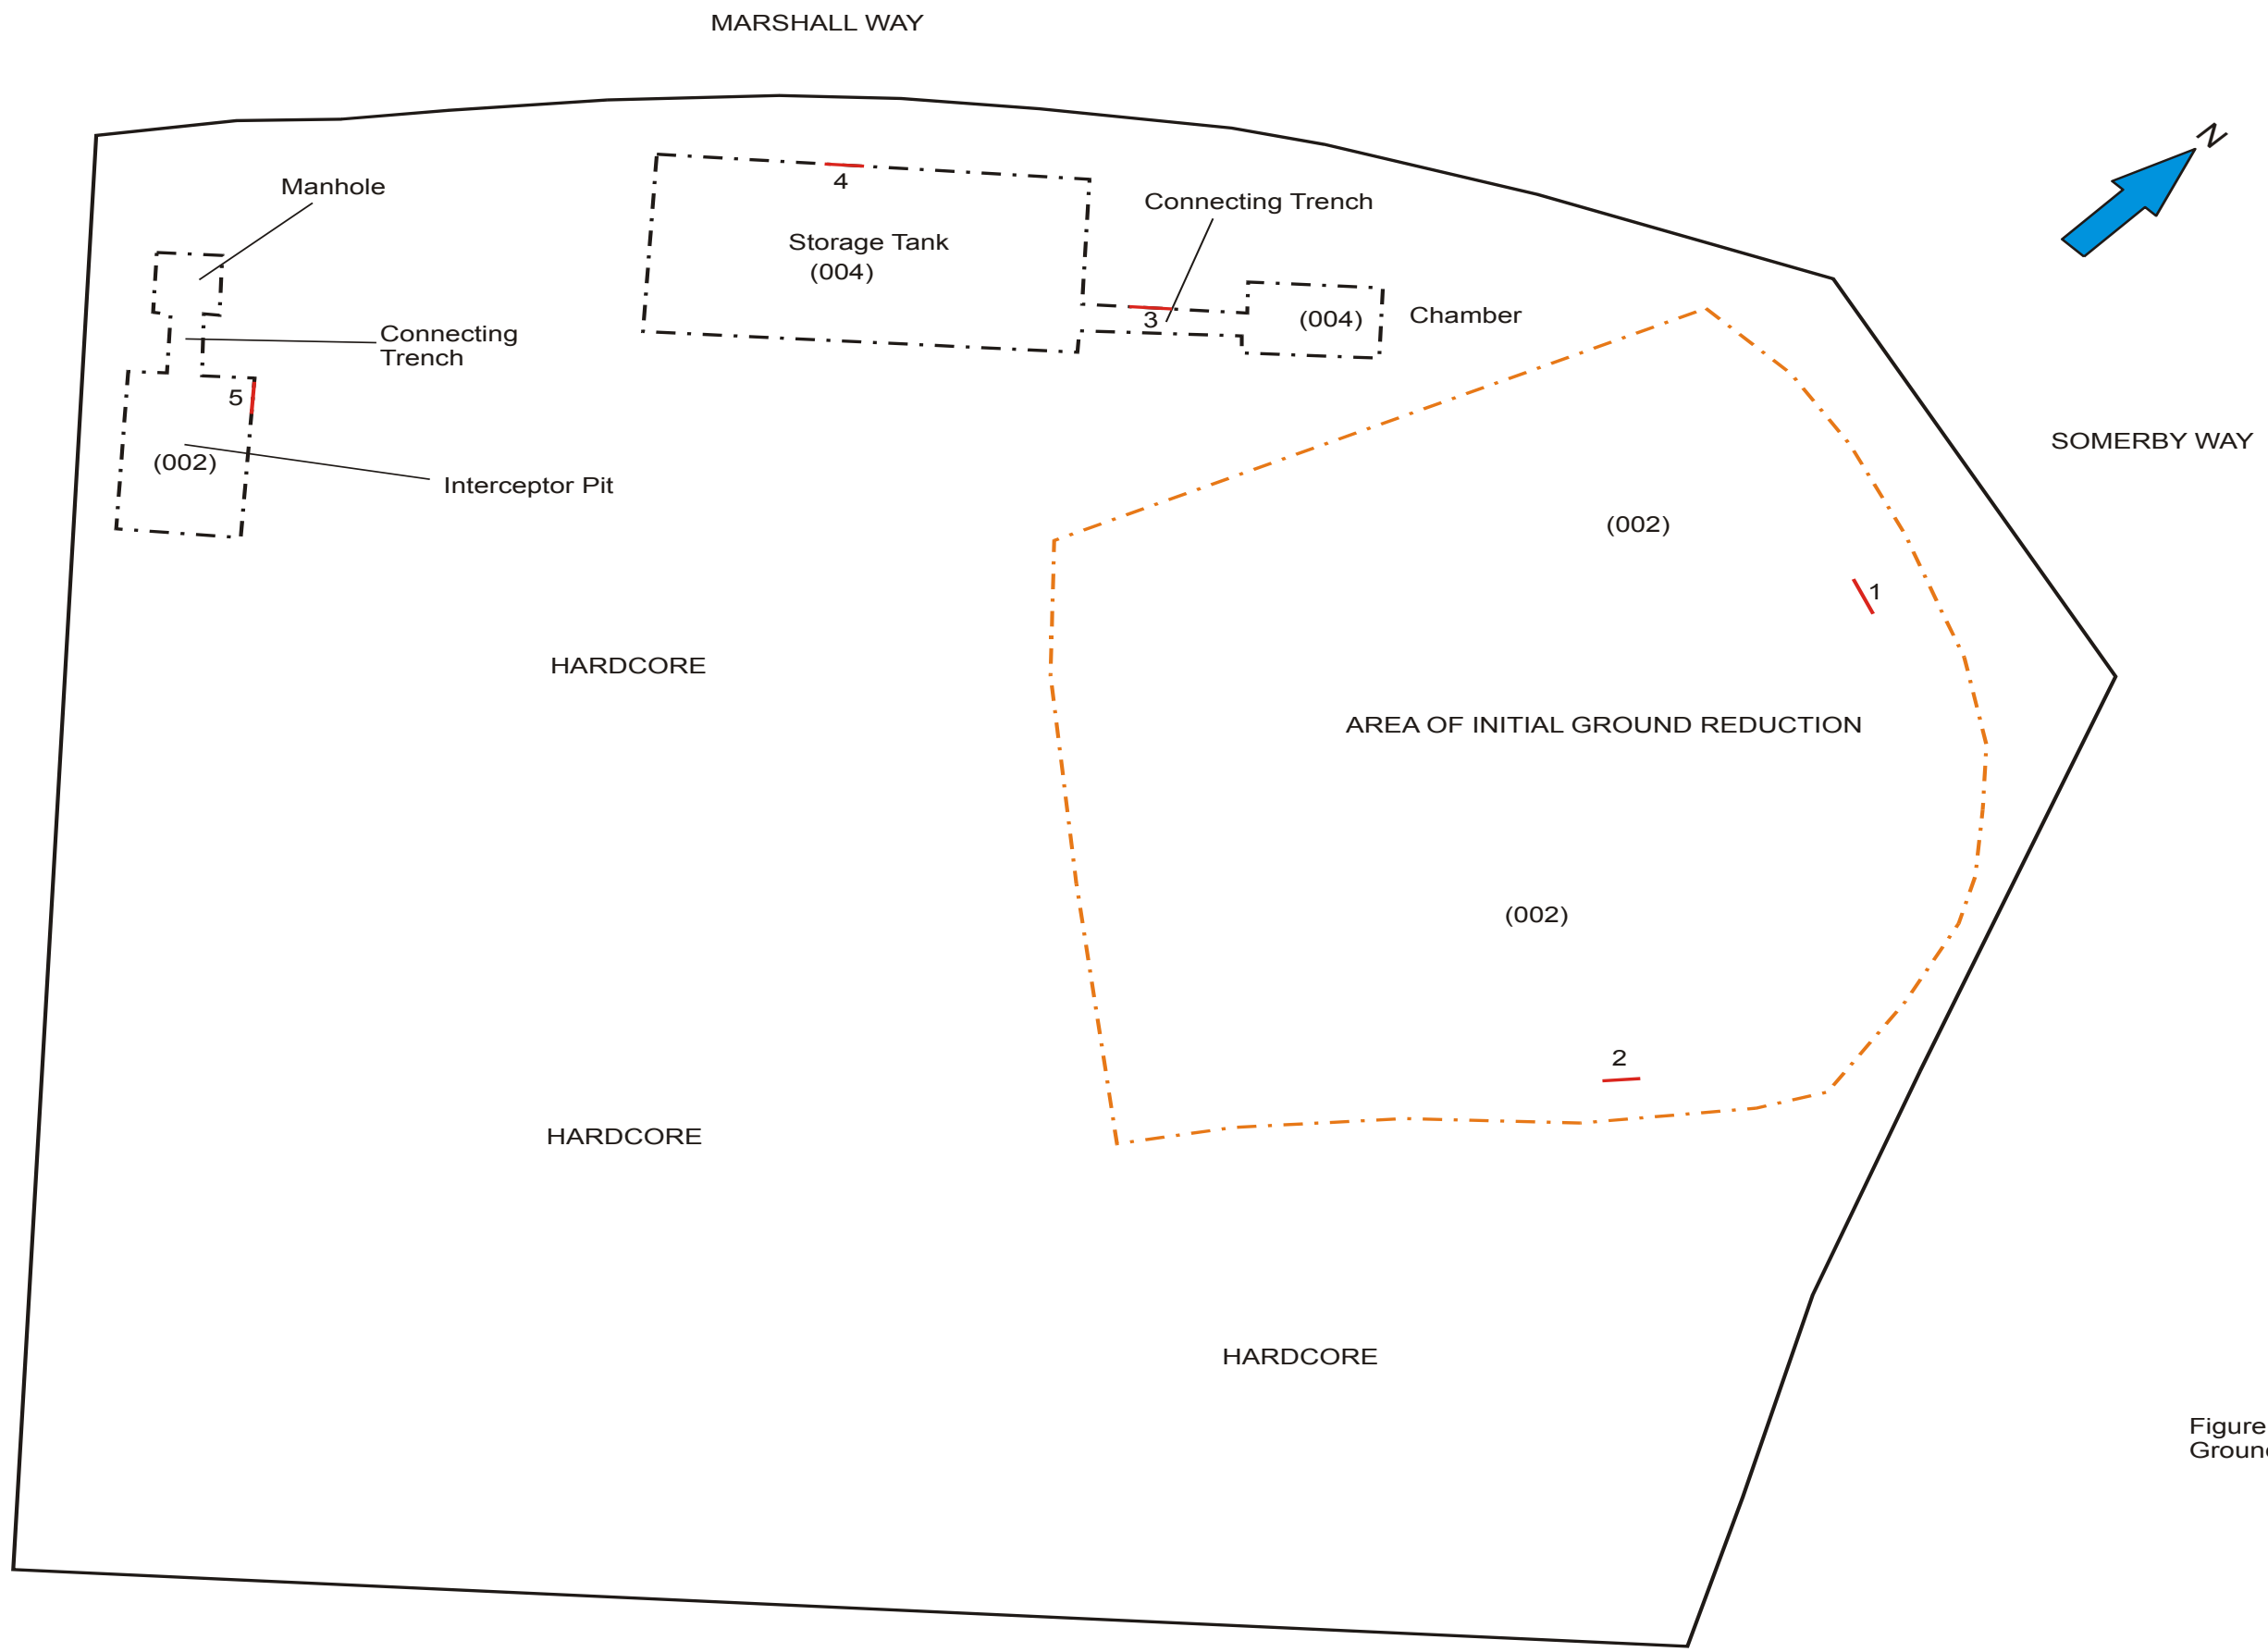 MARSHALL WAY
N
Manhole
4
Connecting Trench
Storage Tank
(004)
3
(004)
Chamber
Connecting
Trench
5
(002)
Interceptor Pit
SOMERBY WAY
(002)
1
HARDCORE
AREA OF INITIAL GROUND REDUCTION
(002)
2
HARDCORE
HARDCORE
Figure